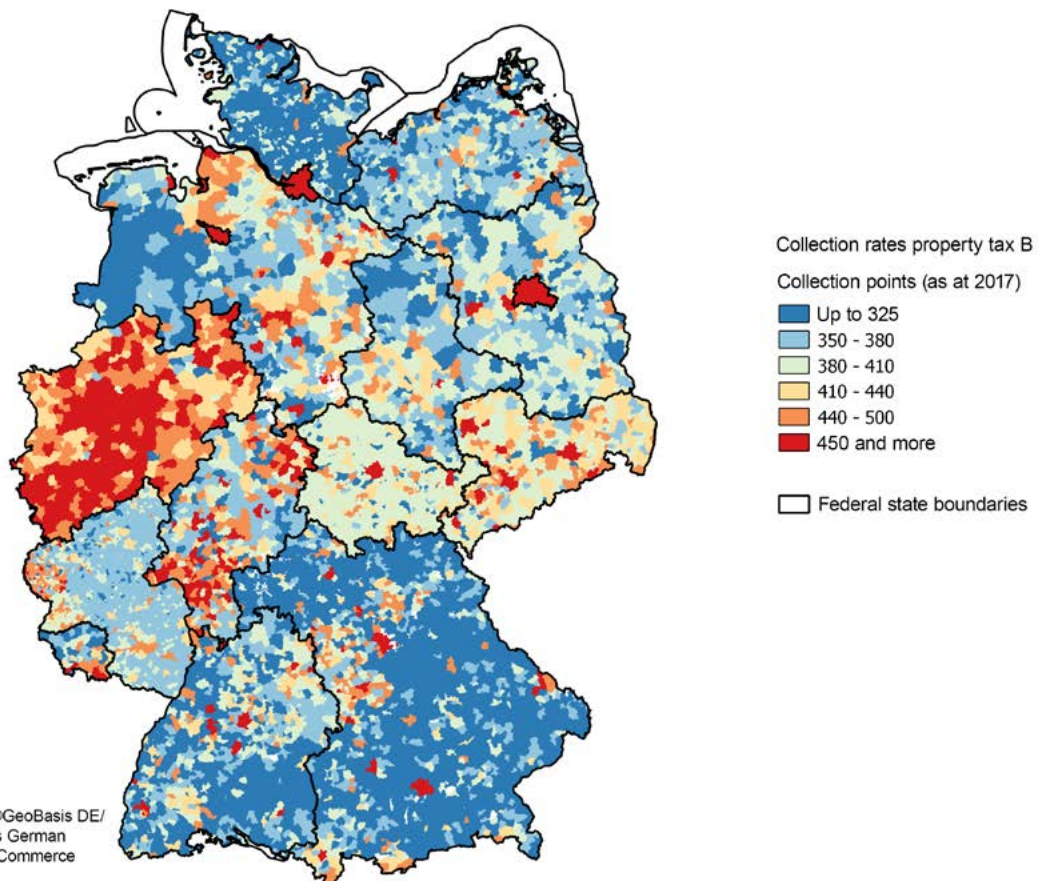 Collection rates property tax B
Collection points (as at 2017)
Up to 325
350 - 380
380 - 410
410 - 440
440 - 500
450 and more
Federal state boundaries
GeoBasis DE/
German
Commerce